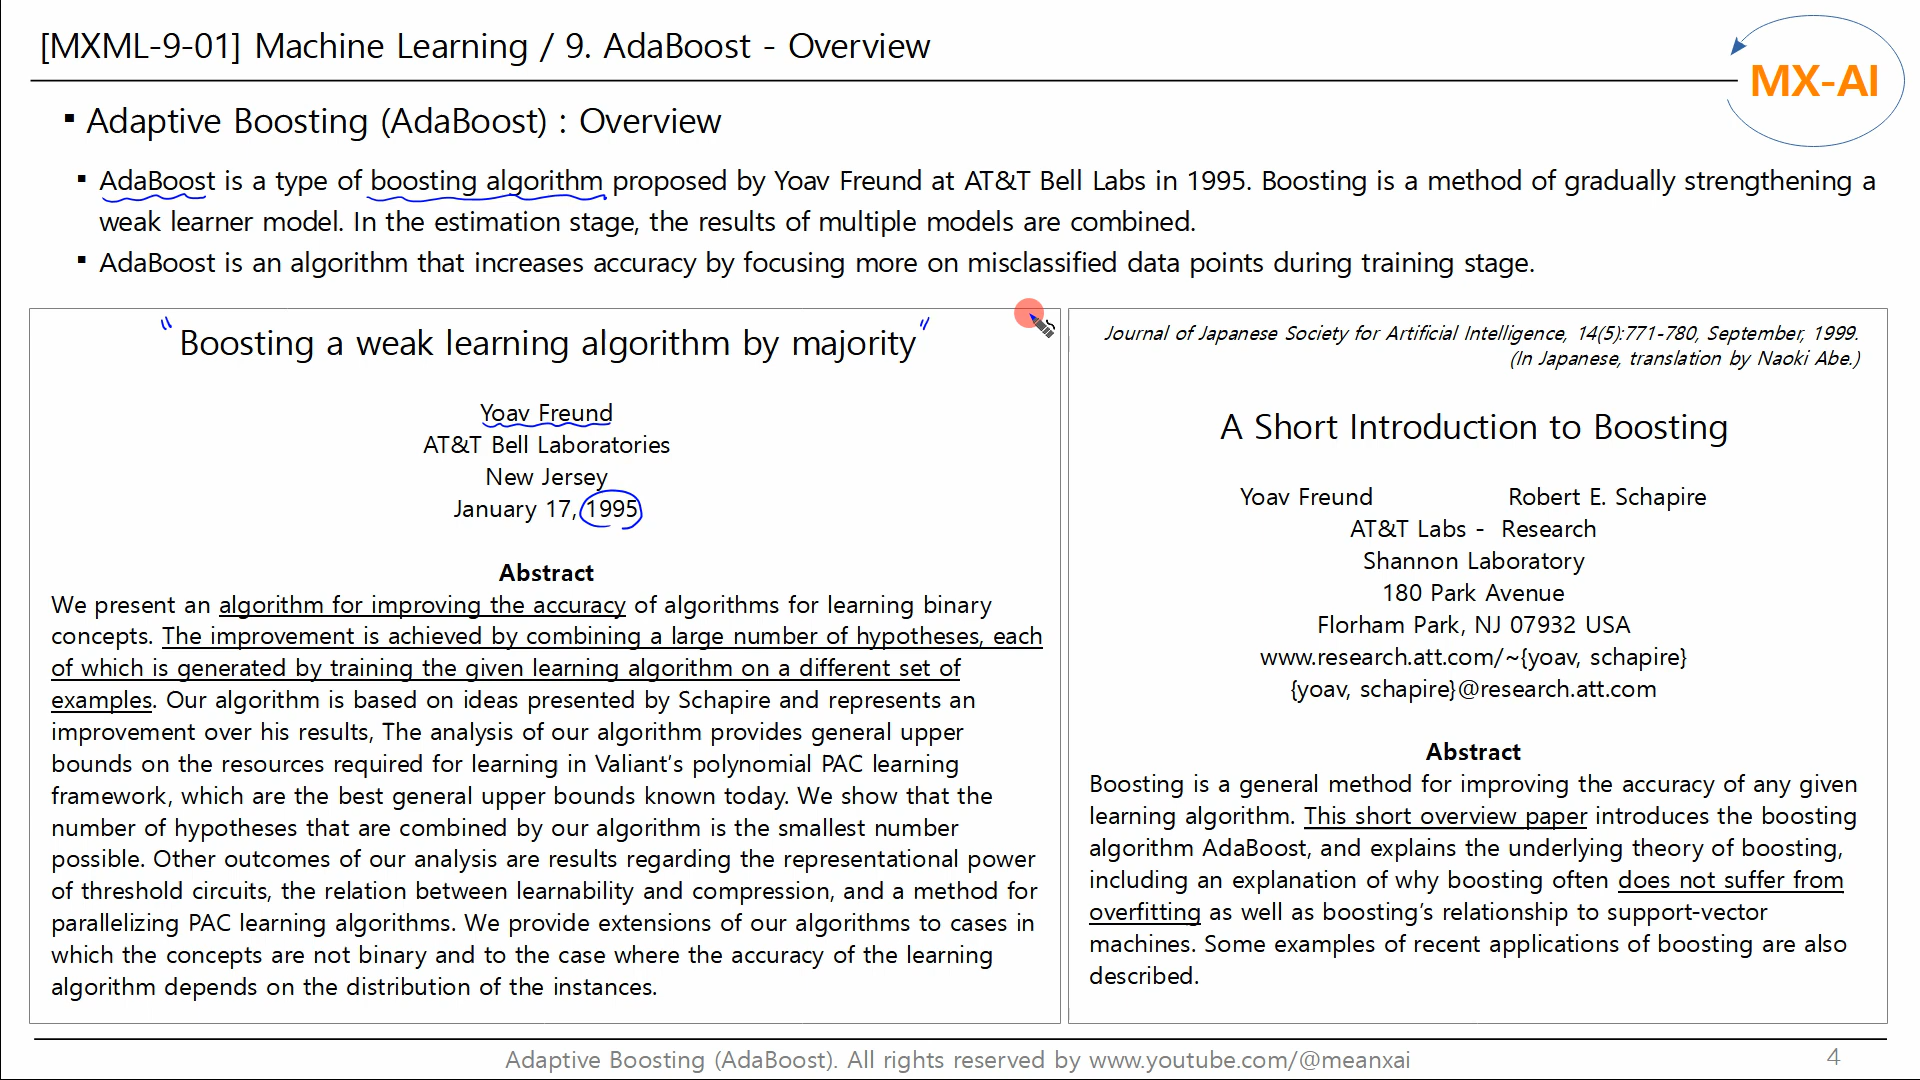 [MXML-9-01] Machine Learning / 9. AdaBoost - Overview
MX-AI
▪ Adaptive Boosting (AdaBoost) : Overview
▪ AdaBoost is a type of boosting algorithm proposed by Yoav Freund at AT&T Bell Labs in 1995. Boosting is a method of gradually strengthening a
weak learner model. In the estimation stage, the results of multiple models are combined.
▪ AdaBoost is an algorithm that increases accuracy by focusing more on misclassified data points during training stage.
"Boosting a weak learning algorithm by majority"
Yoav Freund
AT&T Bell Laboratories
New Jersey
January 17, 1995
Abstract
We present an algorithm for improving the accuracy of algorithms for learning binary
concepts. The improvement is achieved by combining a large number of hypotheses, each
of which is generated by training the given learning algorithm on a different set of
examples. Our algorithm is based on ideas presented by Schapire and represents an
improvement over his results, The analysis of our algorithm provides general upper
bounds on the resources required for learning in Valiant's polynomial PAC learning
framework, which are the best general upper bounds known today. We show that the
number of hypotheses that are combined by our algorithm is the smallest number
possible. Other outcomes of our analysis are results regarding the representational power
of threshold circuits, the relation between learnability and compression, and a method for
parallelizing PAC learning algorithms. We provide extensions of our algorithms to cases in
which the concepts are not binary and to the case where the accuracy of the learning
algorithm depends on the distribution of the instances.
Journal of Japanese Society for Artificial Intelligence, 14(5):771-780, September, 1999.
(In Japanese, translation by Naoki Abe.)
A Short Introduction to Boosting
Yoav Freund Robert E. Schapire
AT&T Labs - Research
Shannon Laboratory
180 Park Avenue
Florham Park, NJ 07932 USA
www.research.att.com/~{yoav, schapire}
{yoav, schapire}@research.att.com
Abstract
Boosting is a general method for improving the accuracy of any given
learning algorithm. This short overview paper introduces the boosting
algorithm AdaBoost, and explains the underlying theory of boosting,
including an explanation of why boosting often does not suffer from
overfitting as well as boosting's relationship to support-vector
machines. Some examples of recent applications of boosting are also
described.
Adaptive Boosting (AdaBoost). All rights reserved by www.youtube.com/@meanxai
4